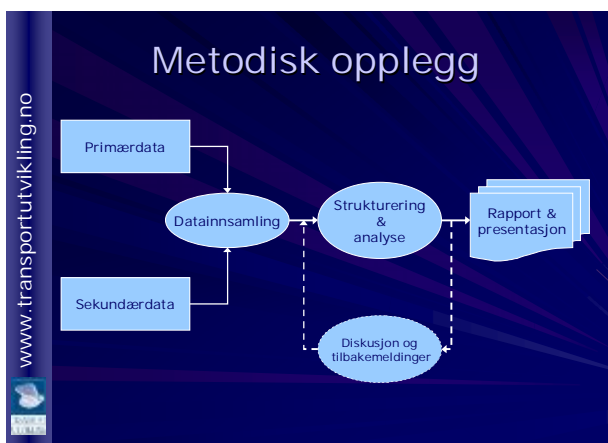 Metodisk opplegg
www.transportutvikling.no
Primærdata
Datainnsamling
Sekundærdata
Strukturering
&
analyse
Rapport &
presentasjon
Diskusjon og
tilbakemeldinger